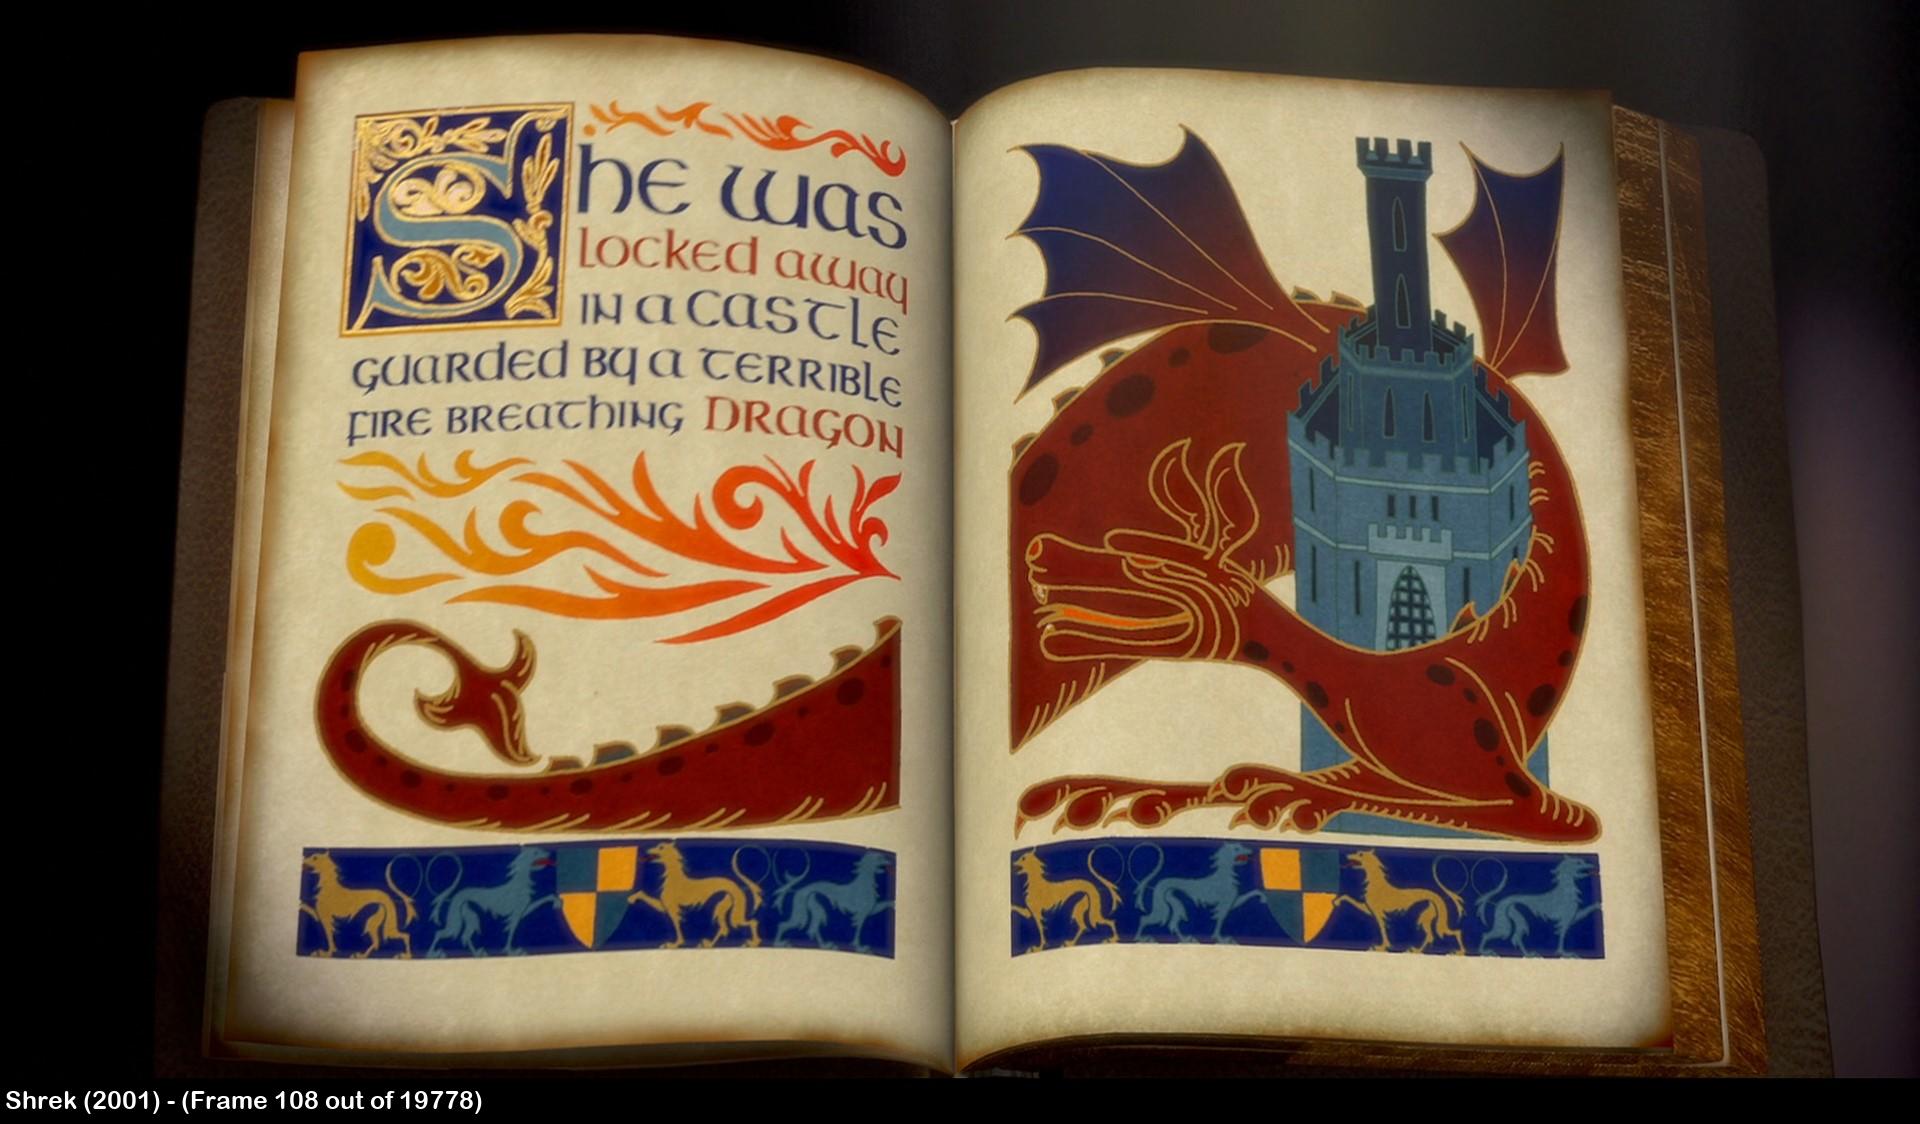 She was
locked away
in a castle
guarded by a terrible
fire breathing dragon
Shrek (2001) - (Frame 108 out of 19778)